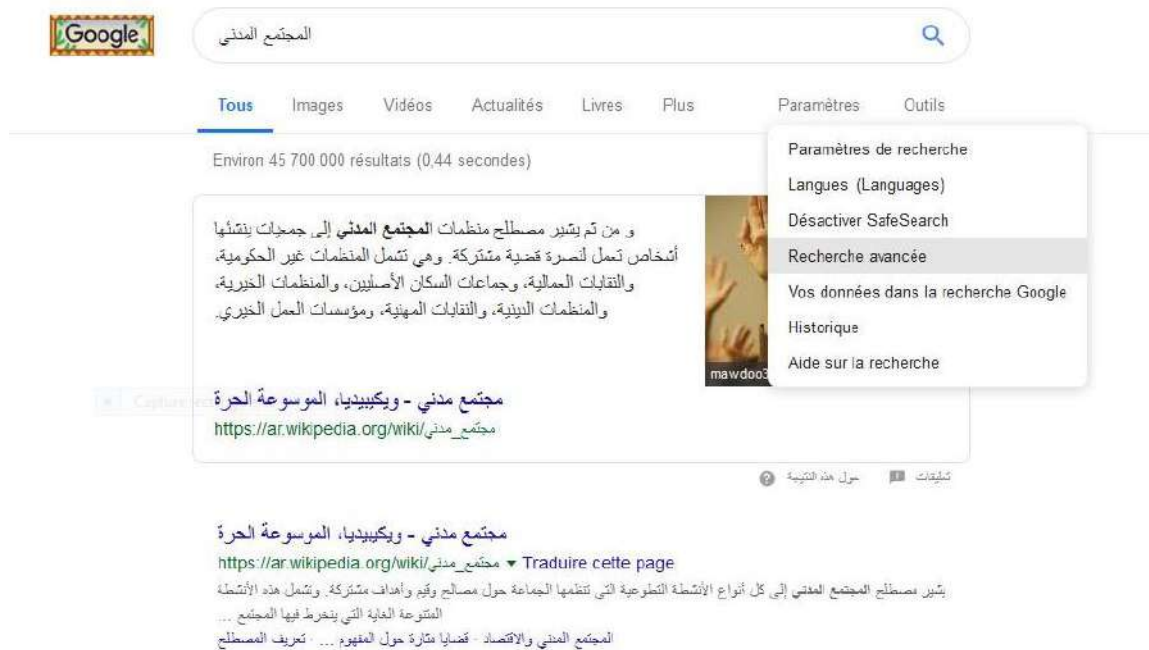 Google
المجتمع المدني
Tous Images Vidéos Actualités Livres Plus Paramètres Outils
Environ 45 700 000 résultats (0,44 secondes)
Paramètres de recherche
Langues (Languages)
Désactiver SafeSearch
Recherche avancée
Vos données dans la recherche Google
Historique
Aide sur la recherche
و من ثم يشير مصطلح منظمات المجتمع المدني إلى جمعيات ينشئها
أشخاص تعمل لنصرة قضية مشتركة. وهي تشمل المنظمات غير الحكومية،
والنقابات العمالية، وجماعات السكان الأصليين، والمنظمات الخيرية،
والمنظمات الدينية، والنقابات المهنية، ومؤسسات العمل الخيري.
mawdoo3
مجتمع مدني - ويكيبيديا، الموسوعة الحرة
https://ar.wikipedia.org/wiki/مجتمع_مدني
تعليقات حول هذه النتيجة
مجتمع مدني - ويكيبيديا، الموسوعة الحرة
https://ar.wikipedia.org/wiki/مجتمع_مدني ▼ Traduire cette page
يشير مصطلح المجتمع المدني إلى كل أنواع الأنشطة التطوعية التي تنظمها الجماعة حول مصالح وقيم وأهداف مشتركة. وتشمل هذه الأنشطة
المتنوعة الغاية التي ينخرط فيها المجتمع ...
المجتمع المدني والاقتصاد · قضايا مثارة حول المفهوم ... · تعريف المصطلح